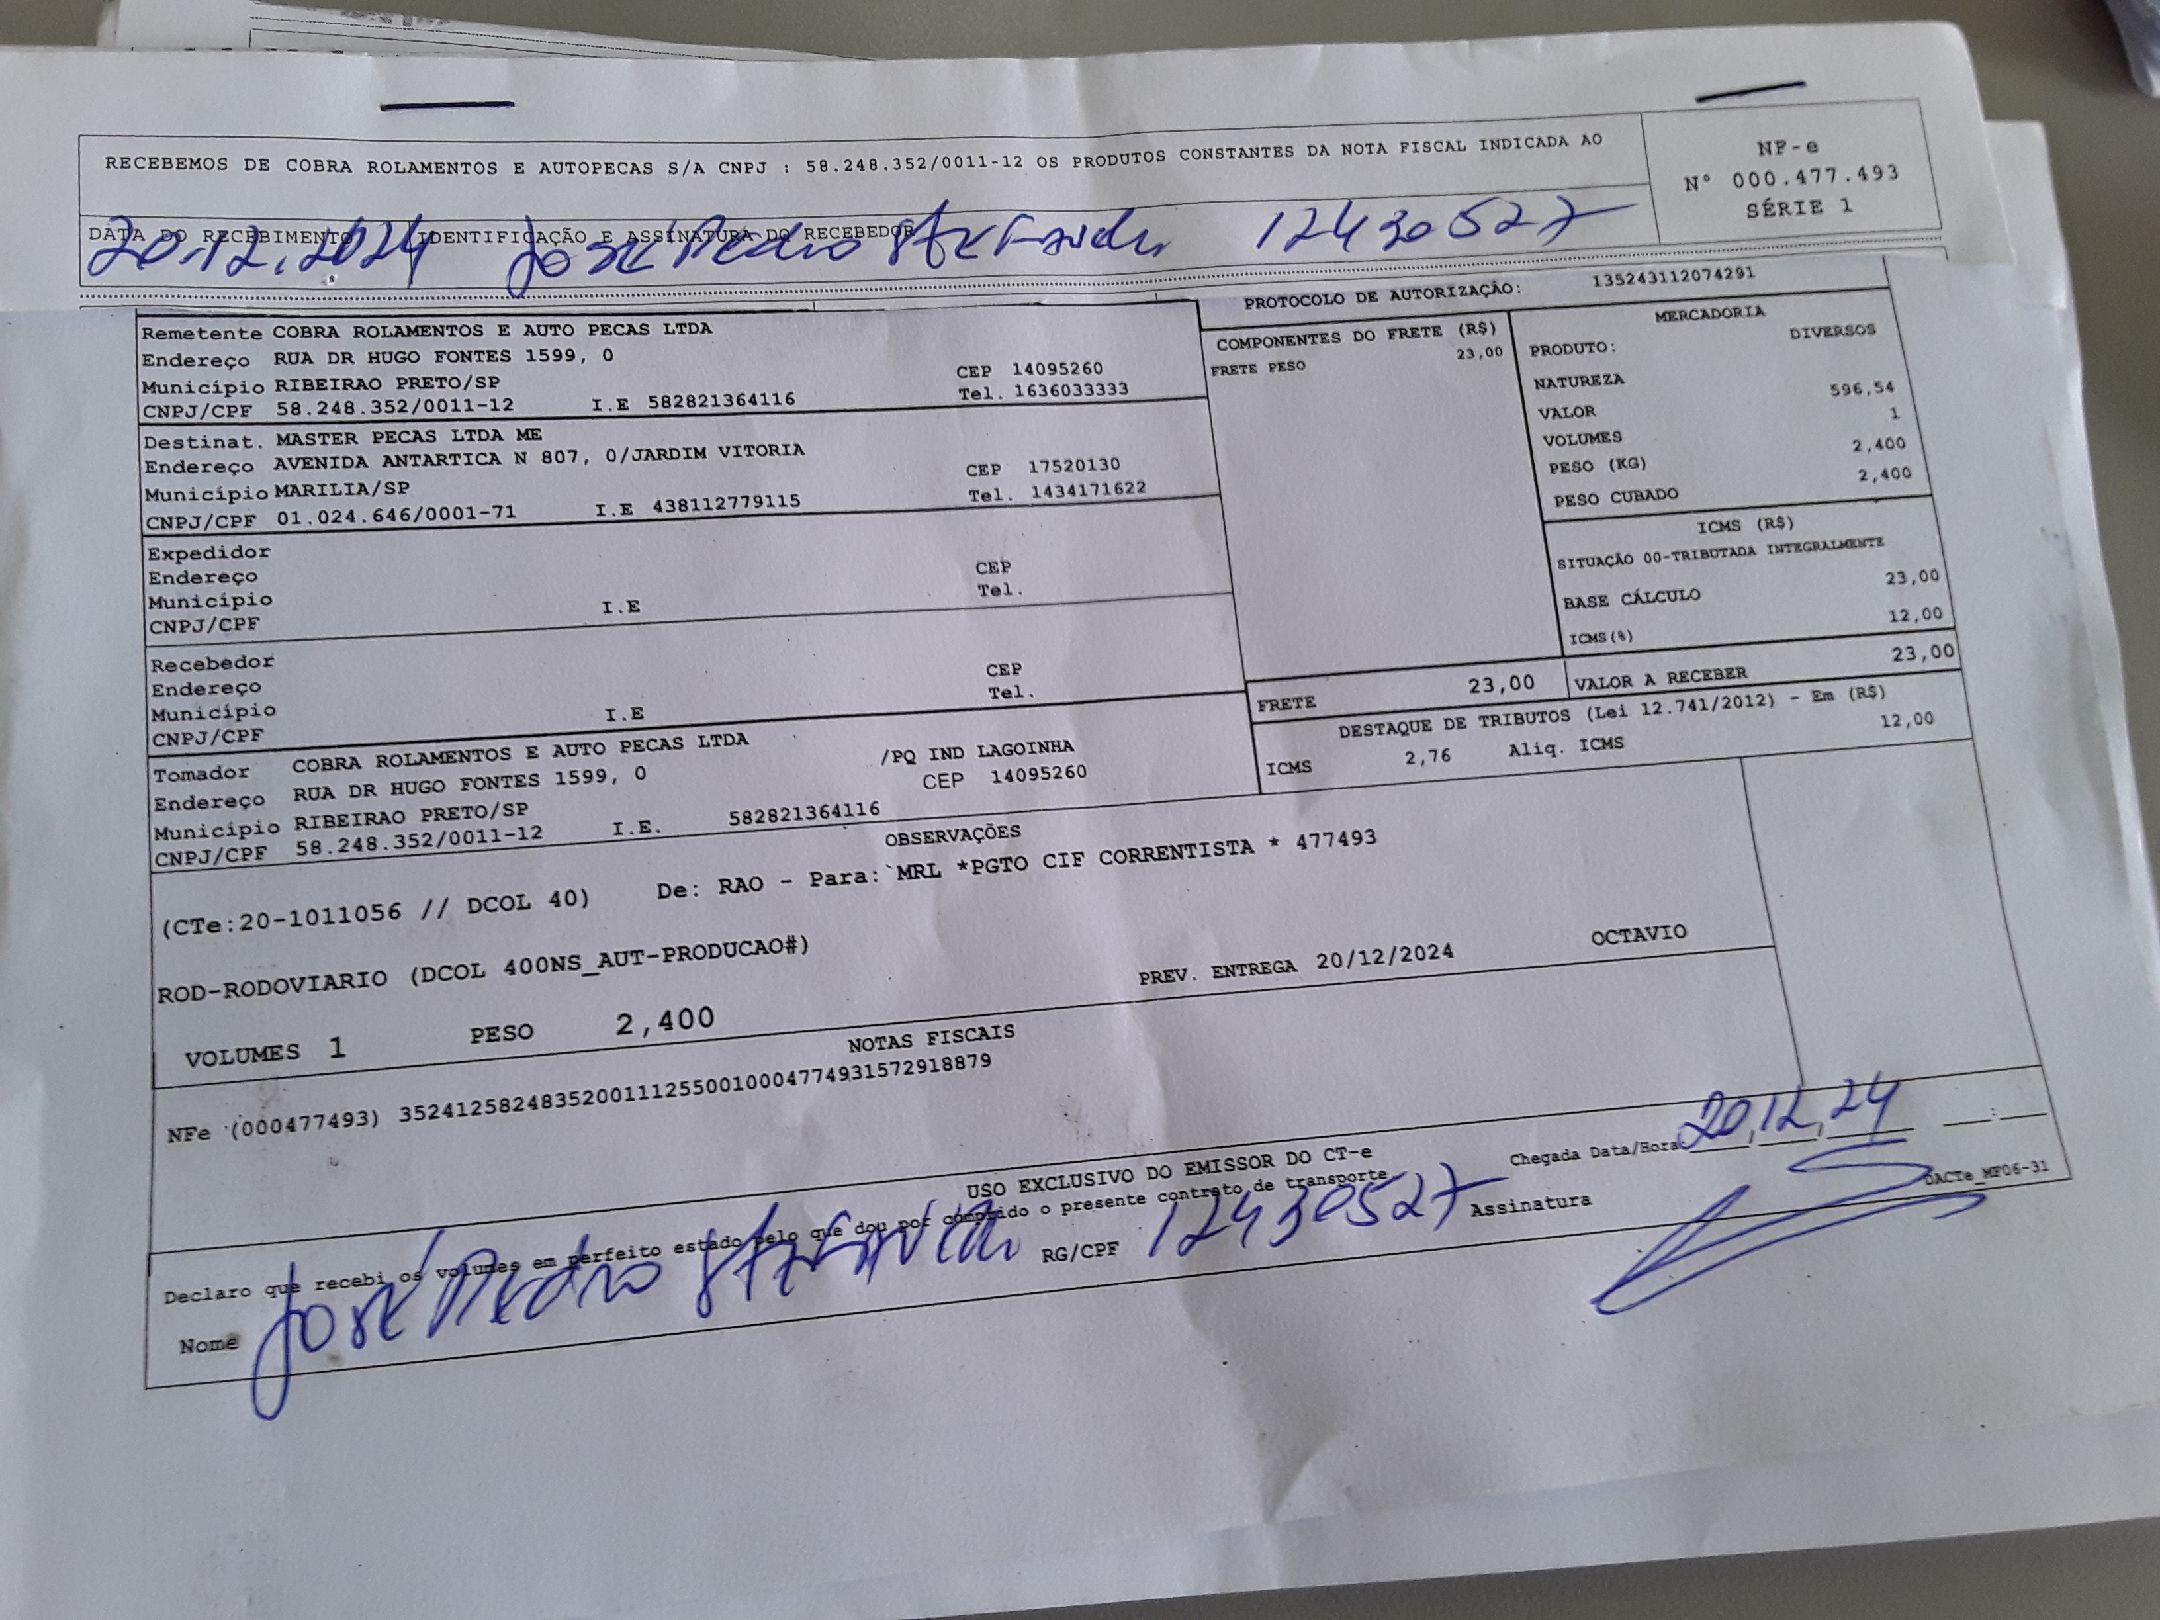 RECEBEMOS DE COBRA ROLAMENTOS E AUTOPECAS S/A CNPJ : 58.248.352/0011-12 OS PRODUTOS CONSTANTES DA NOTA FISCAL INDICADA AO
NF-e
Nº 000.477.493
SÉRIE 1
DATA DO RECEBIMENTO IDENTIFICAÇÃO E ASSINATURA DO RECEBEDOR
20.12.2024 José Pedro 12430527
PROTOCOLO DE AUTORIZAÇÃO: 135243112074291
Remetente COBRA ROLAMENTOS E AUTO PECAS LTDA
Endereço RUA DR HUGO FONTES 1599, 0
Município RIBEIRAO PRETO/SP CEP 14095260
CNPJ/CPF 58.248.352/0011-12 I.E 582821364116 Tel. 1636033333
Destinat. MASTER PECAS LTDA ME
Endereço AVENIDA ANTARTICA N 807, 0/JARDIM VITORIA
Município MARILIA/SP CEP 17520130
CNPJ/CPF 01.024.646/0001-71 I.E 438112779115 Tel. 1434171622
Expedidor
Endereço CEP
Município Tel.
CNPJ/CPF I.E
Recebedor
Endereço CEP
Município Tel.
CNPJ/CPF I.E
Tomador COBRA ROLAMENTOS E AUTO PECAS LTDA
Endereço RUA DR HUGO FONTES 1599, 0 /PQ IND LAGOINHA
Município RIBEIRAO PRETO/SP CEP 14095260
CNPJ/CPF 58.248.352/0011-12 I.E. 582821364116
COMPONENTES DO FRETE (R$)
FRETE PESO 23,00
MERCADORIA
PRODUTO: DIVERSOS
NATUREZA
VALOR 596,54
VOLUMES 1
PESO (KG) 2,400
PESO CUBADO 2,400
ICMS (R$)
SITUAÇÃO 00-TRIBUTADA INTEGRALMENTE
BASE CÁLCULO 23,00
ICMS(%) 12,00
FRETE 23,00 VALOR A RECEBER 23,00
DESTAQUE DE TRIBUTOS (Lei 12.741/2012) - Em (R$)
ICMS 2,76 Aliq. ICMS 12,00
OBSERVAÇÕES
(CTe:20-1011056 // DCOL 40) De: RAO - Para: MRL *PGTO CIF CORRENTISTA * 477493
ROD-RODOVIARIO (DCOL 400NS_AUT-PRODUCAO#)
VOLUMES 1 PESO 2,400 PREV. ENTREGA 20/12/2024 OCTAVIO
NOTAS FISCAIS
NFe (000477493) 35241258248352001112550010004774931572918879
USO EXCLUSIVO DO EMISSOR DO CT-e
Declaro que recebi os volumes em perfeito estado pelo que dou por cumprido o presente contrato de transporte
Chegada Data/Hora: 20,12,24 :
Nome José Pedro RG/CPF 12430527 Assinatura
DACTe_MF06-31